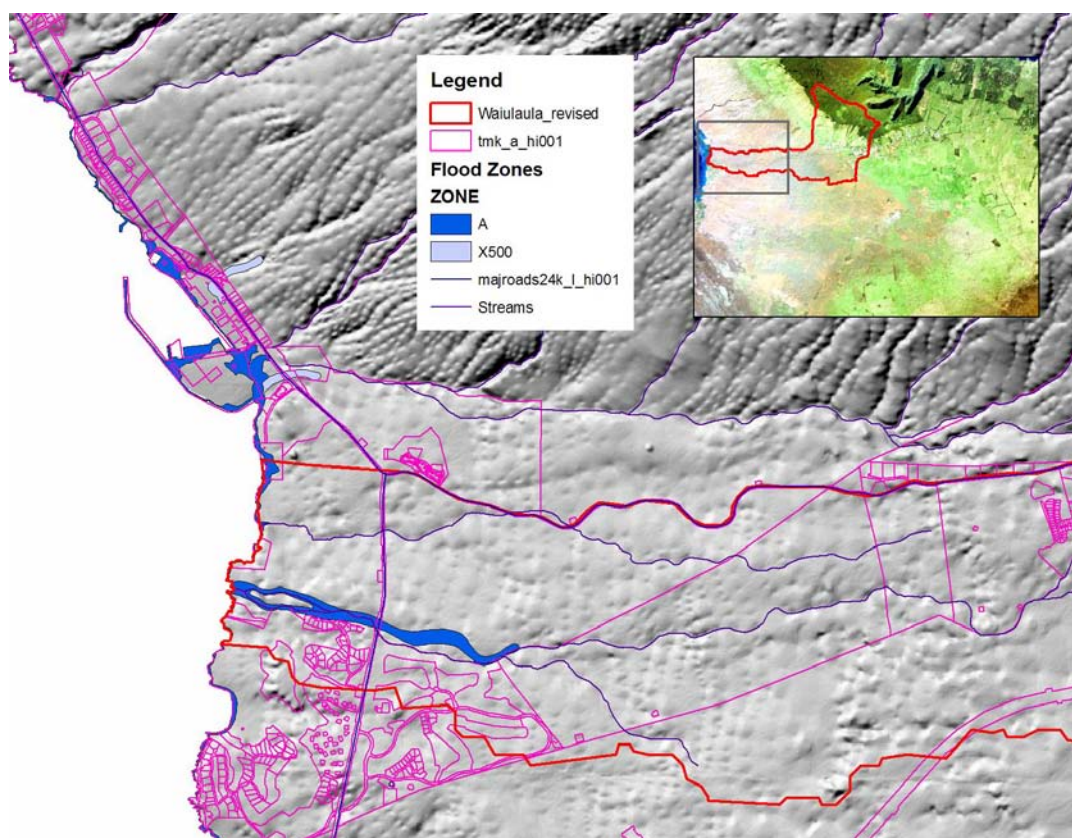 Legend
Waiulaula_revised
tmk_a_hi001
Flood Zones
ZONE
A
X500
majroads24k_l_hi001
Streams